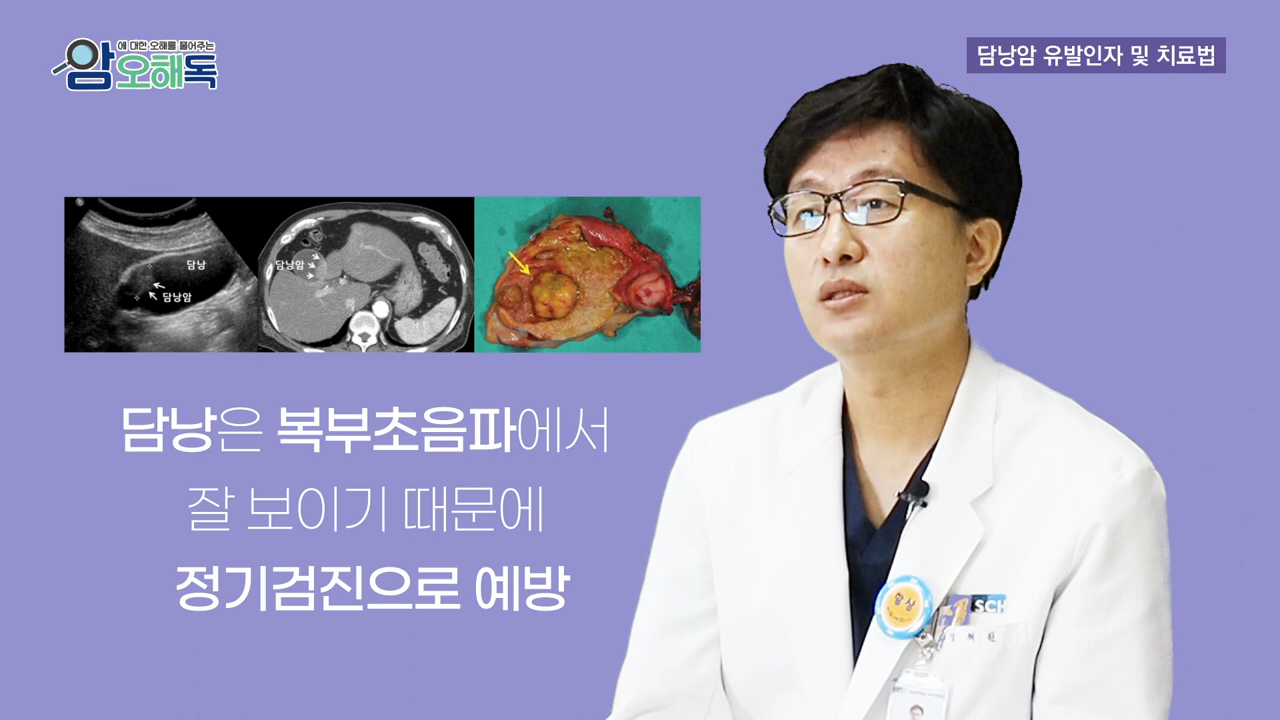 에 대한 오해를 풀어주는
암오해독
담낭암 유발인자 및 치료법
담낭
담낭암
담낭암
담낭은 복부초음파에서
잘 보이기 때문에
정기검진으로 예방
SCH